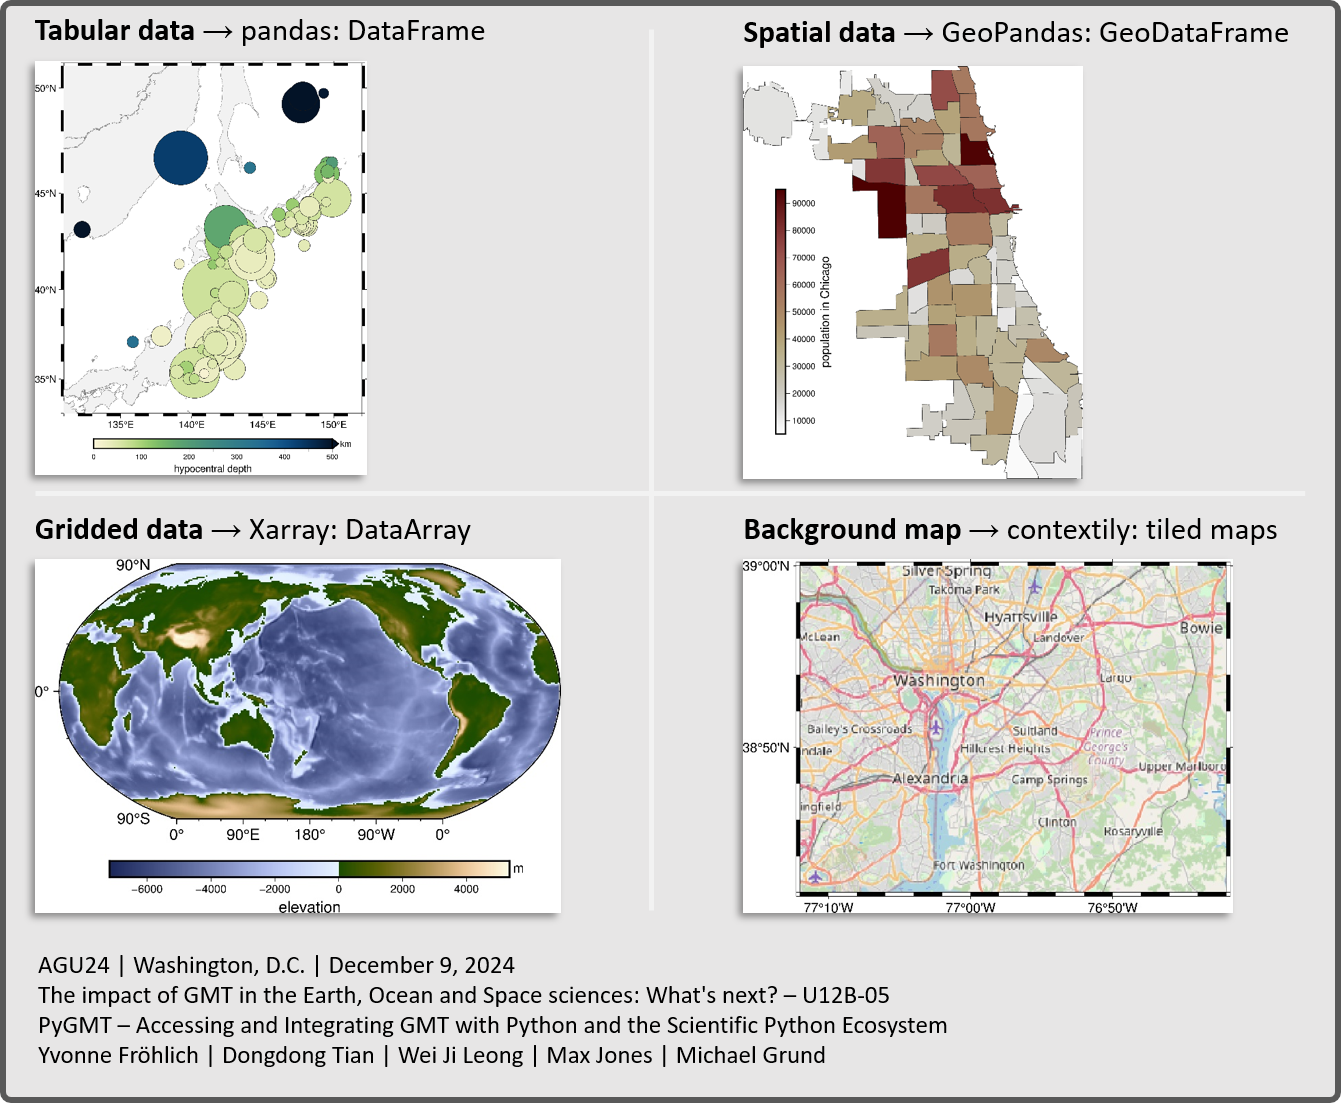 Tabular data → pandas: DataFrame
50°N
45°N
40°N
35°N
135°E 140°E 145°E 150°E
km
0 100 200 300 400 500
hypocentral depth
Spatial data → GeoPandas: GeoDataFrame
90000
80000
70000
60000
50000
40000
30000
20000
10000
population in Chicago
Gridded data → Xarray: DataArray
90°N
0°
90°S
0° 90°E 180° 90°W 0°
m
−6000 −4000 −2000 0 2000 4000
elevation
Background map → contextily: tiled maps
39°00'N
38°50'N
Silver Spring
Takoma Park
Hyattsville
McLean
Landover
Bowie
Washington
Largo
Bailey's Crossroads
Suitland
Prince
George's
County
ndale
Hillcrest Heights
Upper Marlboro
Alexandria
Camp Springs
ingfield
Clinton
Rosaryville
Fort Washington
77°10'W 77°00'W 76°50'W
AGU24 | Washington, D.C. | December 9, 2024
The impact of GMT in the Earth, Ocean and Space sciences: What's next? – U12B-05
PyGMT – Accessing and Integrating GMT with Python and the Scientific Python Ecosystem
Yvonne Fröhlich | Dongdong Tian | Wei Ji Leong | Max Jones | Michael Grund